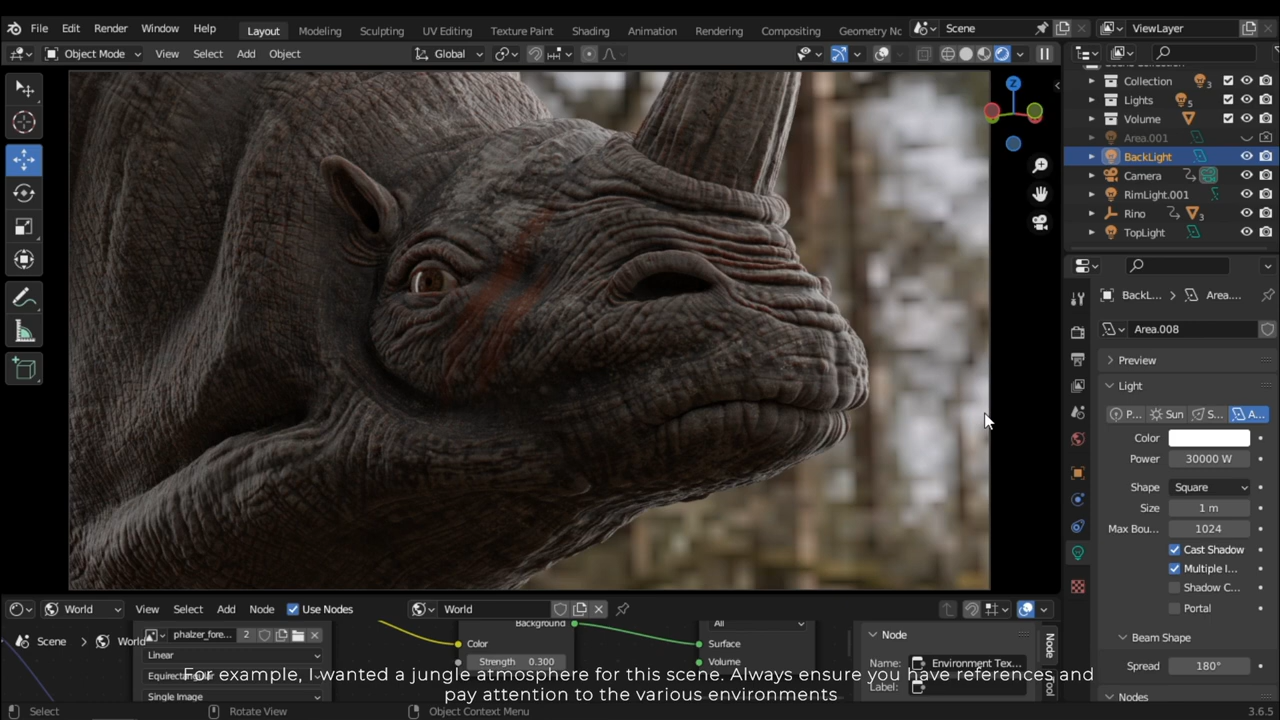 File Edit Render Window Help Layout Modeling Sculpting UV Editing Texture Paint Shading Animation Rendering Compositing Geometry Nc Scene ViewLayer
Object Mode View Select Add Object Global
Collection 3
Lights 5
Volume
Area.001
BackLight
Camera
RimLight.001
Rino 3
TopLight
Z
BackL... Area....
Area.008
Preview
Light
P... Sun S... A...
Color
Power 30000 W
Shape Square
Size 1 m
Max Bou... 1024
Cast Shadow
Multiple I...
Shadow C...
Portal
Beam Shape
Spread 180°
Nodes
World View Select Add Node Use Nodes World
Scene World
phalzer_fore... 2
Linear
Equirectangular
Single Image
Background
Color
Strength 0.300
All
Surface
Volume
Node
Name: Environment Tex...
Label:
Node
Tool
For example, I wanted a jungle atmosphere for this scene. Always ensure you have references and
pay attention to the various environments
Select Rotate View Object Context Menu 3.6.5